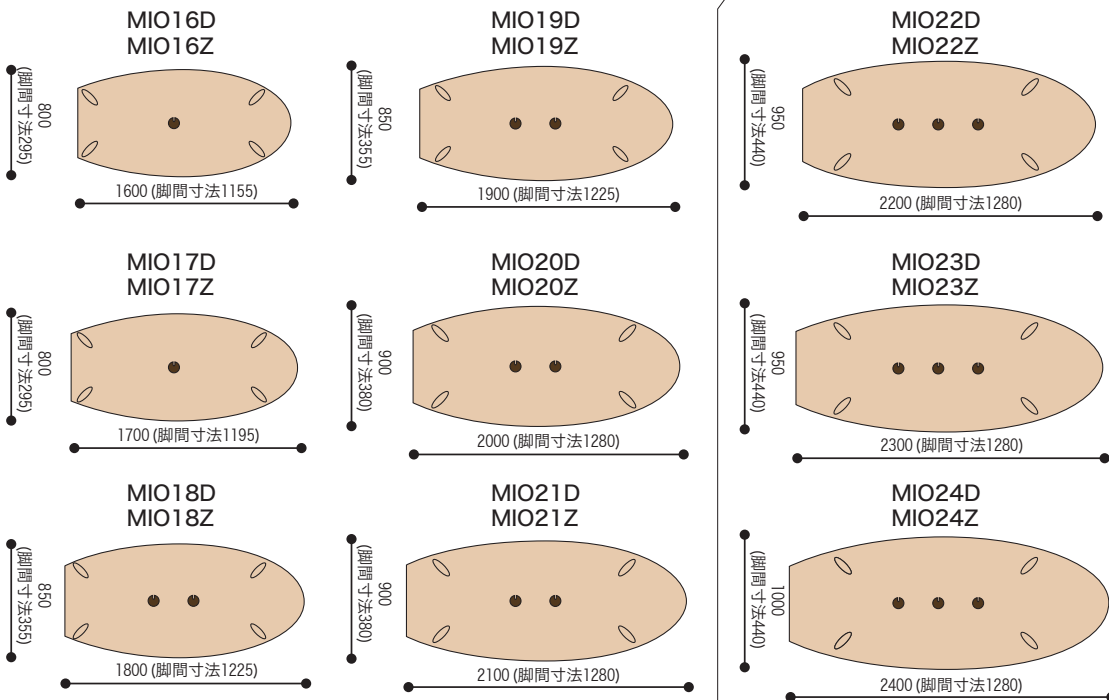 MIO16D
MIO16Z
800
(脚間寸法295)
1600 (脚間寸法1155)
MIO19D
MIO19Z
850
(脚間寸法355)
1900 (脚間寸法1225)
MIO22D
MIO22Z
950
(脚間寸法440)
2200 (脚間寸法1280)
MIO17D
MIO17Z
800
(脚間寸法295)
1700 (脚間寸法1195)
MIO20D
MIO20Z
900
(脚間寸法380)
2000 (脚間寸法1280)
MIO23D
MIO23Z
950
(脚間寸法440)
2300 (脚間寸法1280)
MIO18D
MIO18Z
850
(脚間寸法355)
1800 (脚間寸法1225)
MIO21D
MIO21Z
900
(脚間寸法380)
2100 (脚間寸法1280)
MIO24D
MIO24Z
1000
(脚間寸法440)
2400 (脚間寸法1280)